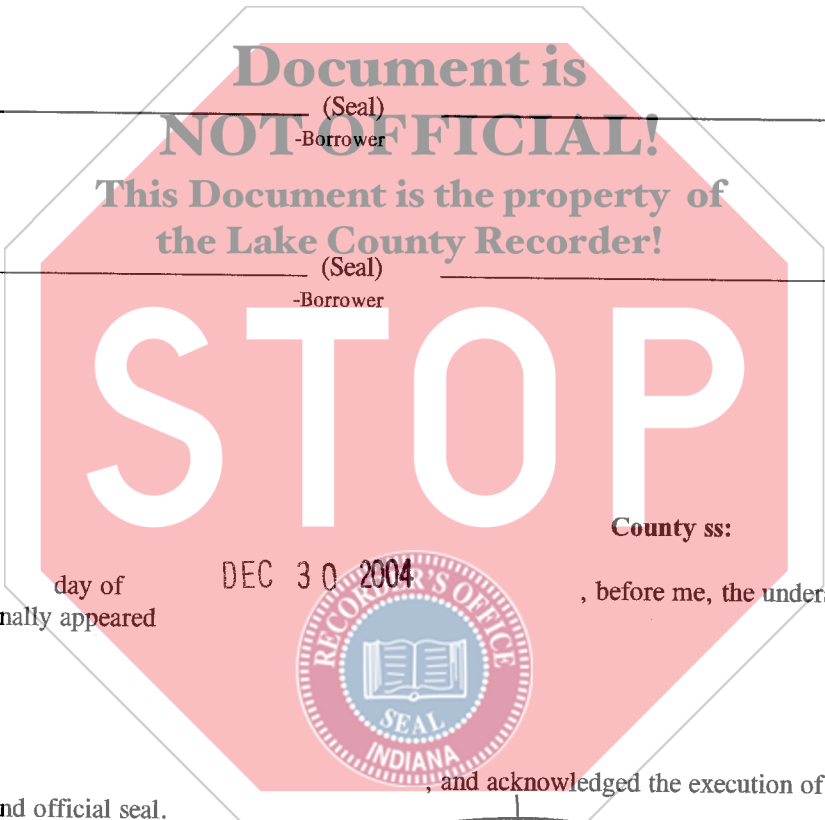 Document is
(Seal)
NOT OFFICIAL!
-Borrower
This Document is the property of
the Lake County Recorder!
(Seal)
-Borrower
STOP
County ss:
day of DEC 30 2004 , before me, the unders
nally appeared
RECORDER'S OFFICE
SEAL
INDIANA
, and acknowledged the execution of
nd official seal.